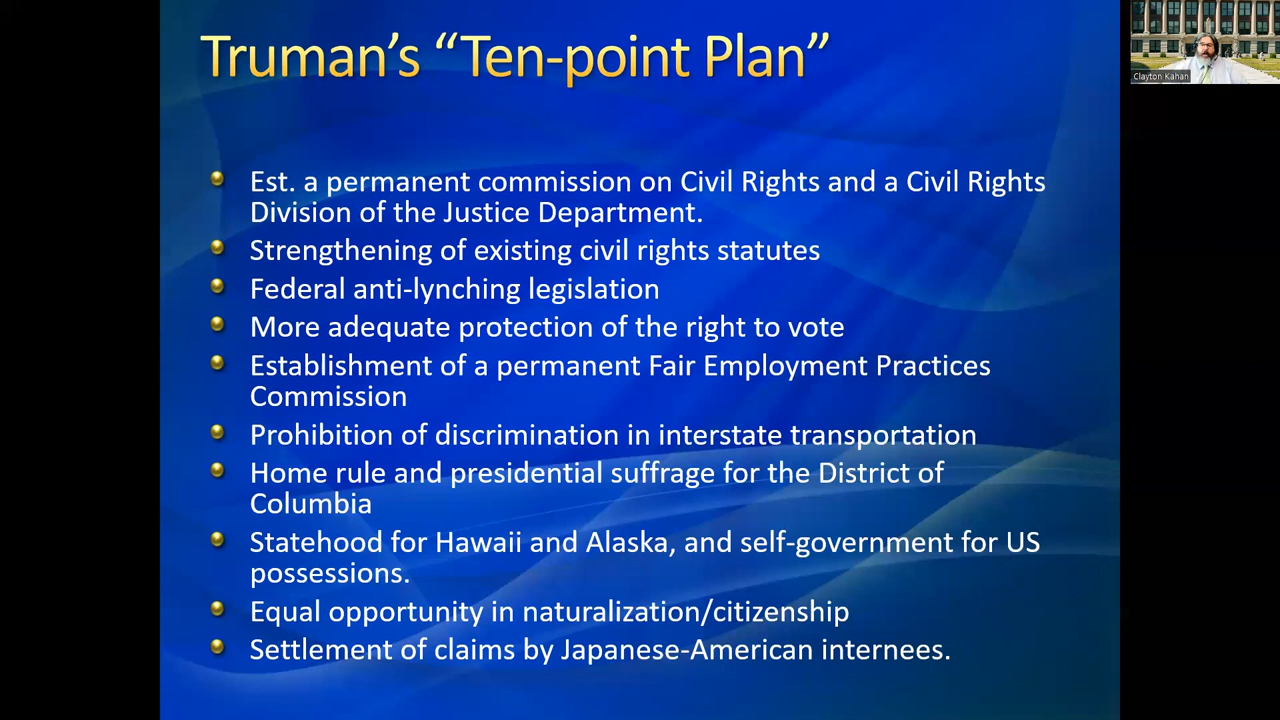 Truman’s “Ten-point Plan”
Est. a permanent commission on Civil Rights and a Civil Rights
Division of the Justice Department.
Strengthening of existing civil rights statutes
Federal anti-lynching legislation
More adequate protection of the right to vote
Establishment of a permanent Fair Employment Practices
Commission
Prohibition of discrimination in interstate transportation
Home rule and presidential suffrage for the District of
Columbia
Statehood for Hawaii and Alaska, and self-government for US
possessions.
Equal opportunity in naturalization/citizenship
Settlement of claims by Japanese-American internees.
Clayton Kahan